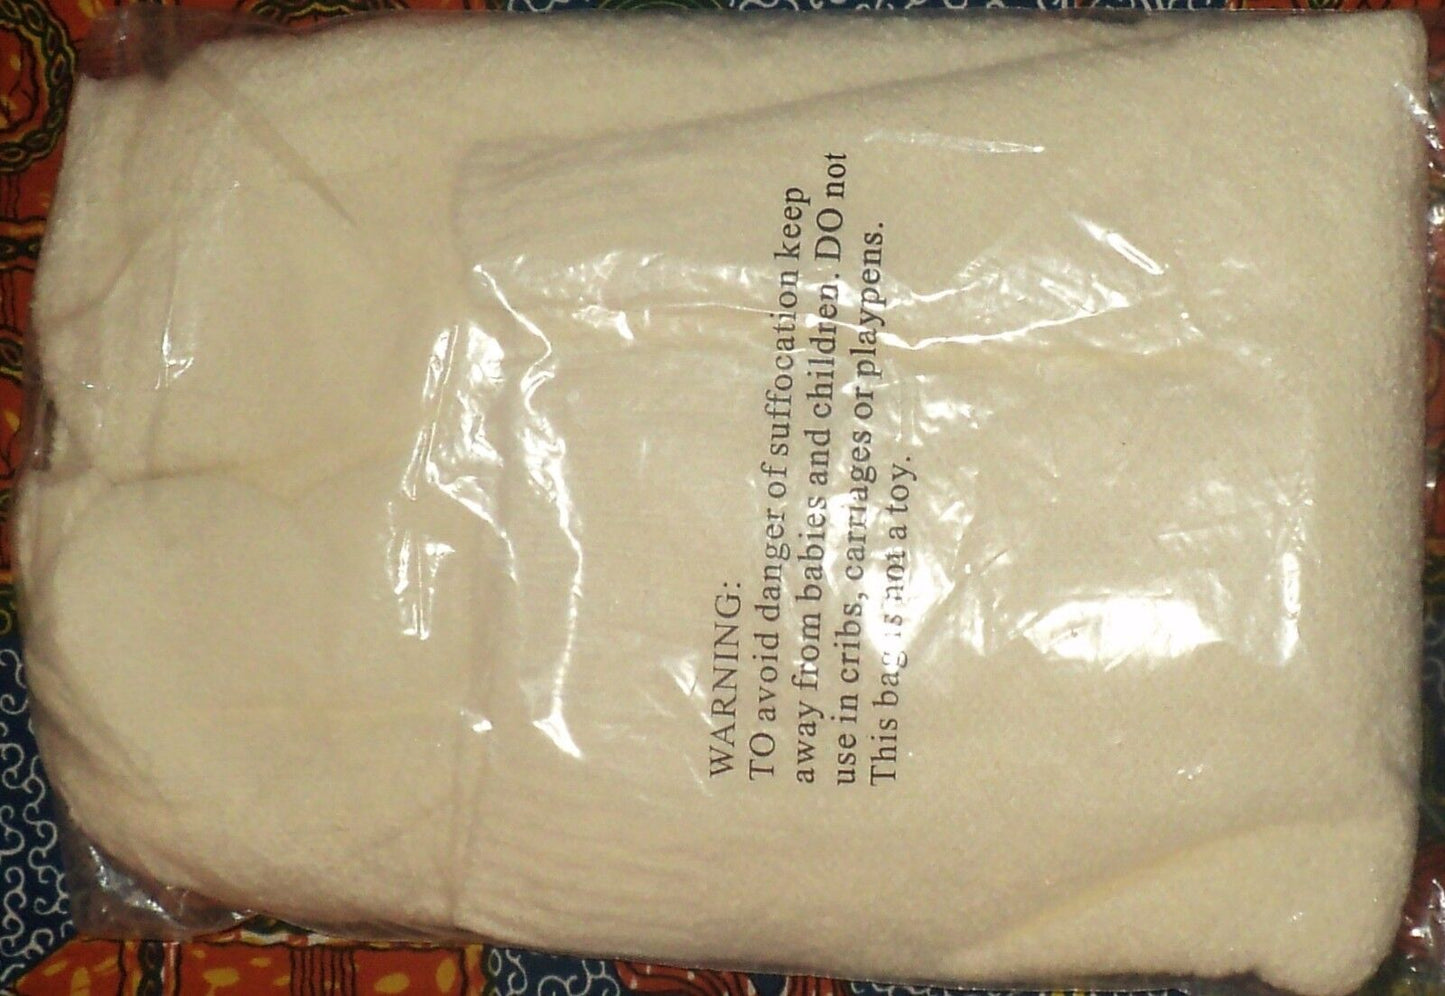 WARNING:
TO avoid danger of suffocation keep
away from babies and children. DO not
use in cribs, carriages or playpens.
This bag is not a toy.